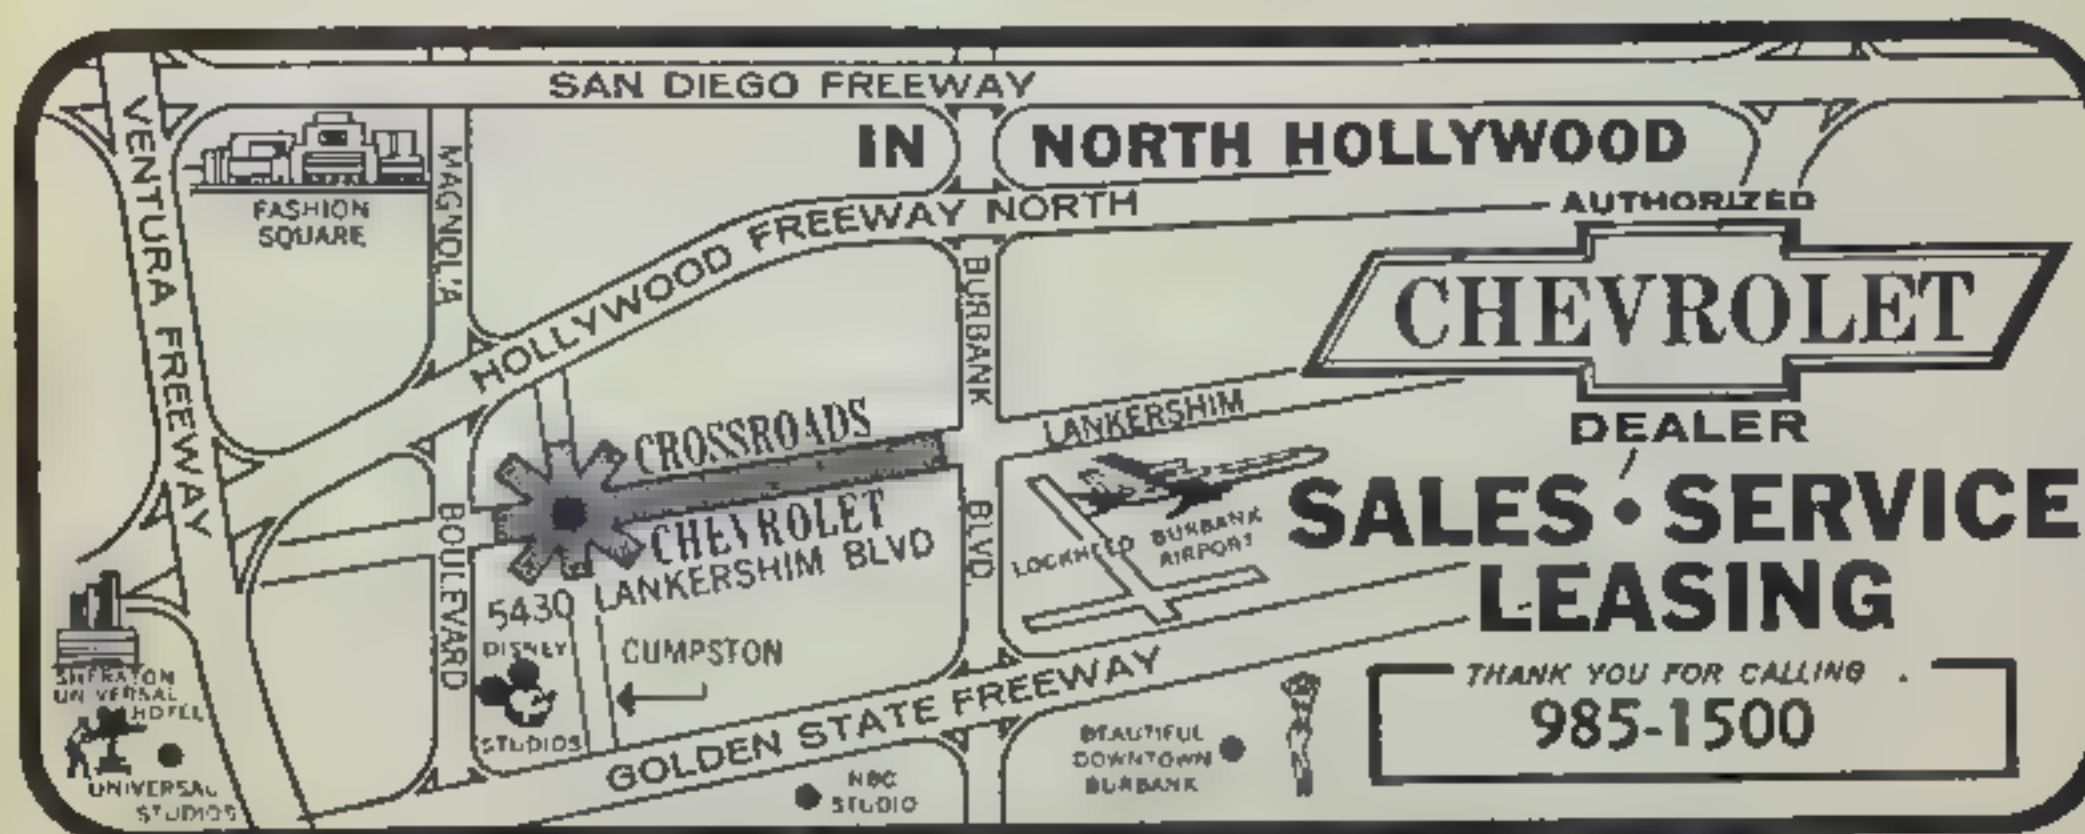 SAN DIEGO FREEWAY
IN NORTH HOLLYWOOD
VENTURA FREEWAY
FASHION
SQUARE
MAGNOL'A
BOULEVARD
HOLLYWOOD FREEWAY NORTH
BURBANK
BLVD
AUTHORIZED
CHEVROLET
DEALER
LANKERSHIM
CROSSROADS
CHEVROLET
LANKERSHIM BLVD
5430
LOCKHEED BURBANK
AIRPORT
SALES • SERVICE
LEASING
DISNEY
STUDIOS
CUMPSTON
GOLDEN STATE FREEWAY
SHERATON
UNIVERSAL
HOTEL
UNIVERSAL
STUDIOS
NBC
STUDIO
BEAUTIFUL
DOWNTOWN
BURBANK
THANK YOU FOR CALLING
985-1500